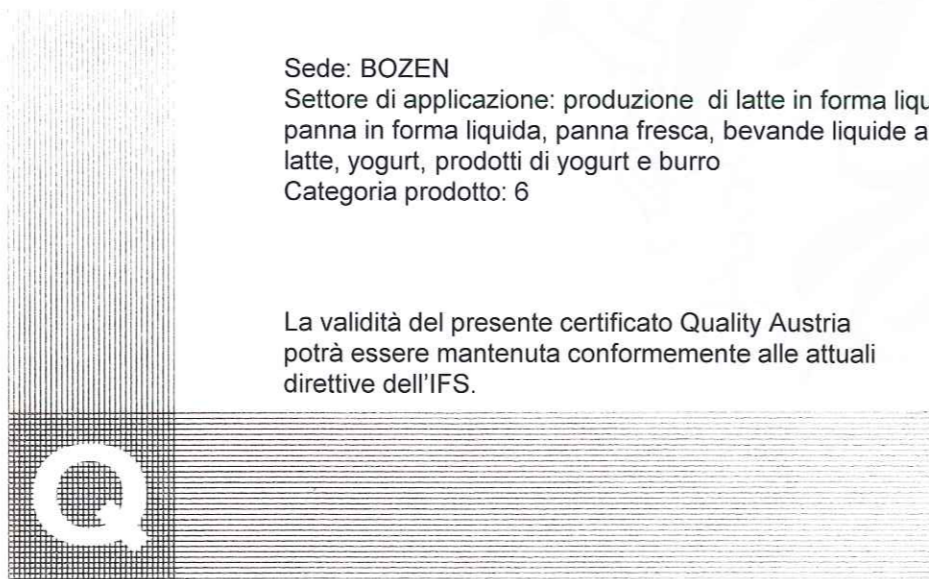 Sede: BOZEN
Settore di applicazione: produzione di latte in forma liqu
panna in forma liquida, panna fresca, bevande liquide a
latte, yogurt, prodotti di yogurt e burro
Categoria prodotto: 6
La validità del presente certificato Quality Austria
potrà essere mantenuta conformemente alle attuali
direttive dell'IFS.
Q